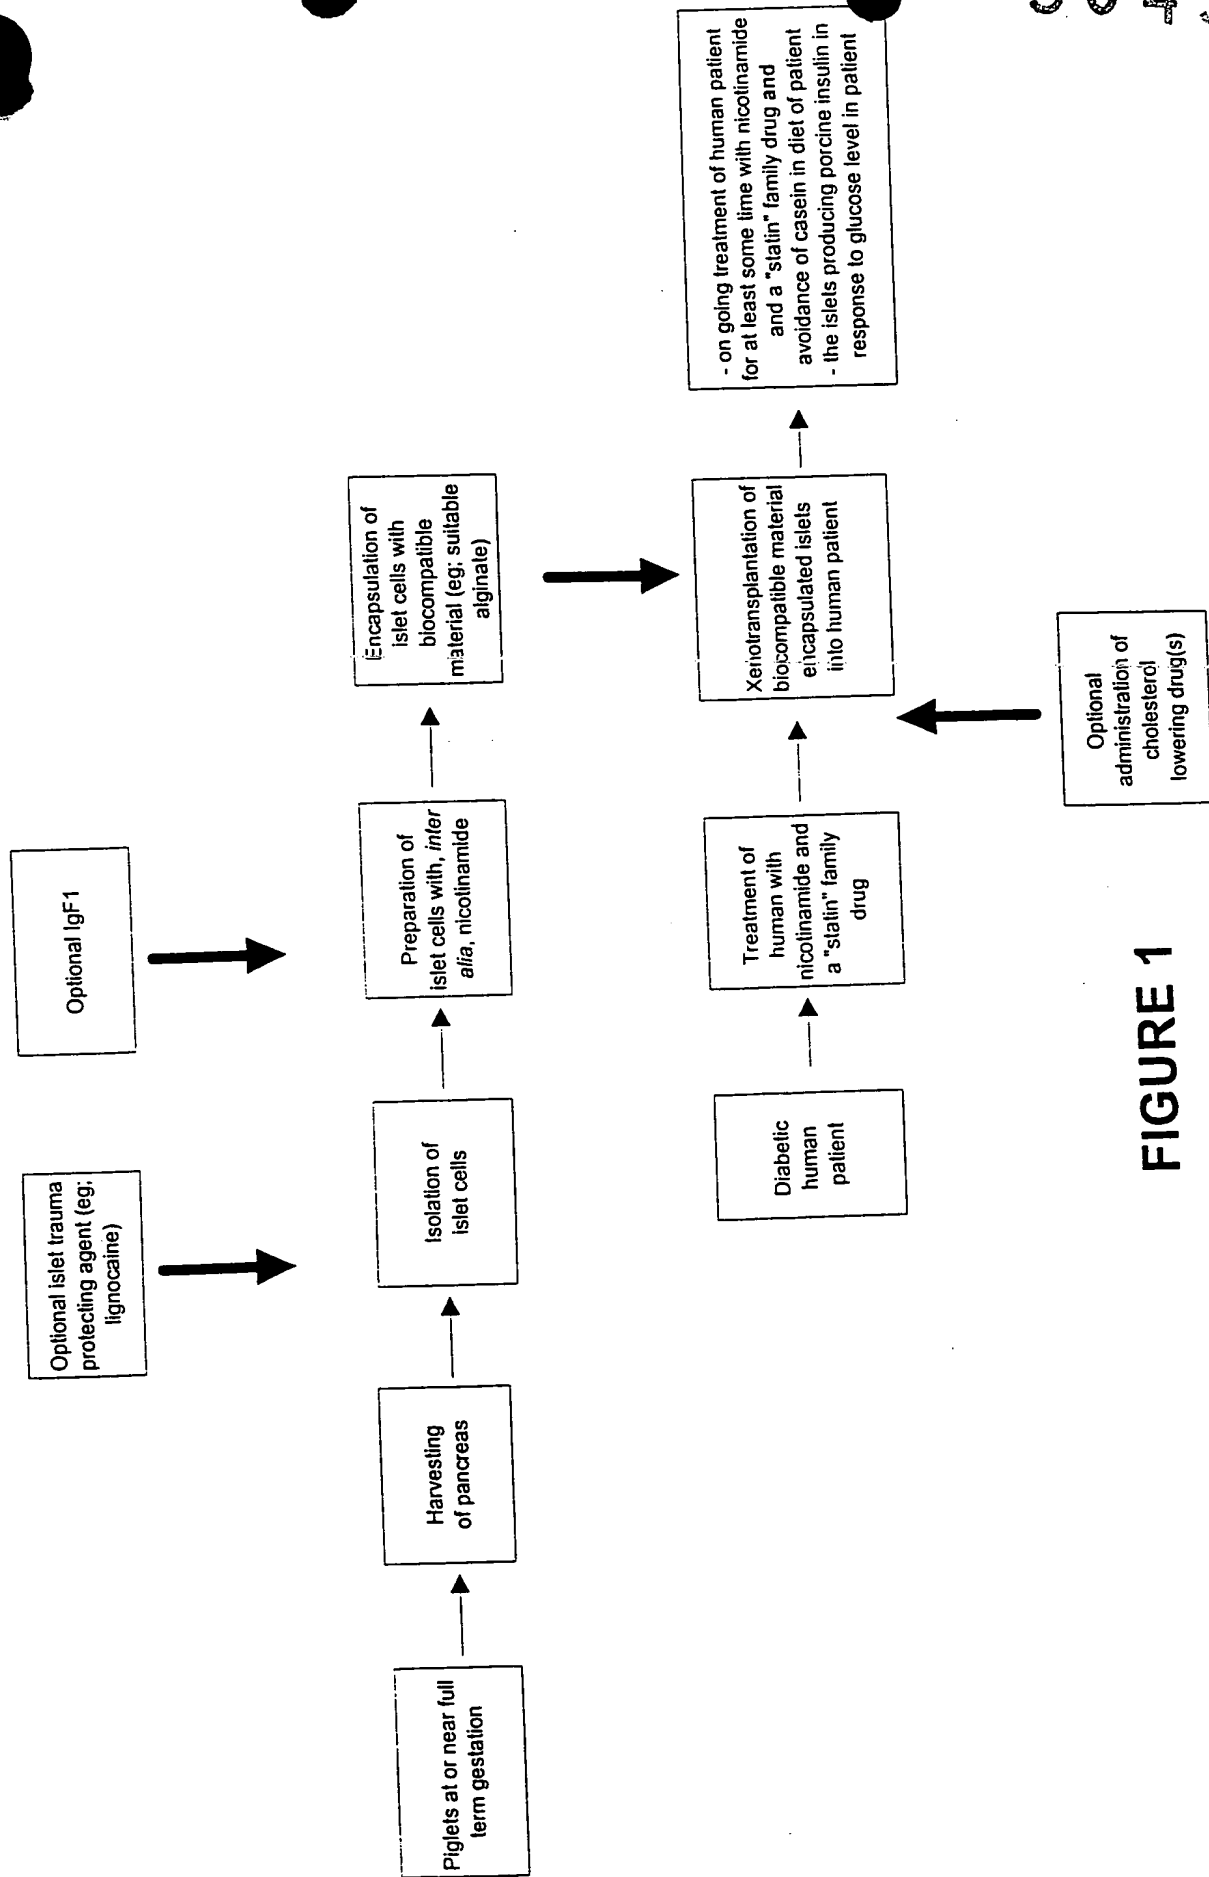 Optional islet trauma
protecting agent (eg;
lignocaine)
Optional IgF1
Piglets at or near full
term gestation
Harvesting
of pancreas
Isolation of
islet cells
Preparation of
islet cells with, inter
alia, nicotinamide
Encapsulation of
islet cells with
biocompatible
material (eg; suitable
alginate)
Diabetic
human
patient
Treatment of
human with
nicotinamide and
a "statin" family
drug
Xenotransplantation of
biocompatible material
encapsulated islets
into human patient
- on going treatment of human patient
for at least some time with nicotinamide
and a "statin" family drug and
avoidance of casein in diet of patient
- the islets producing porcine insulin in
response to glucose level in patient
Optional
administration of
cholesterol
lowering drug(s)
FIGURE 1